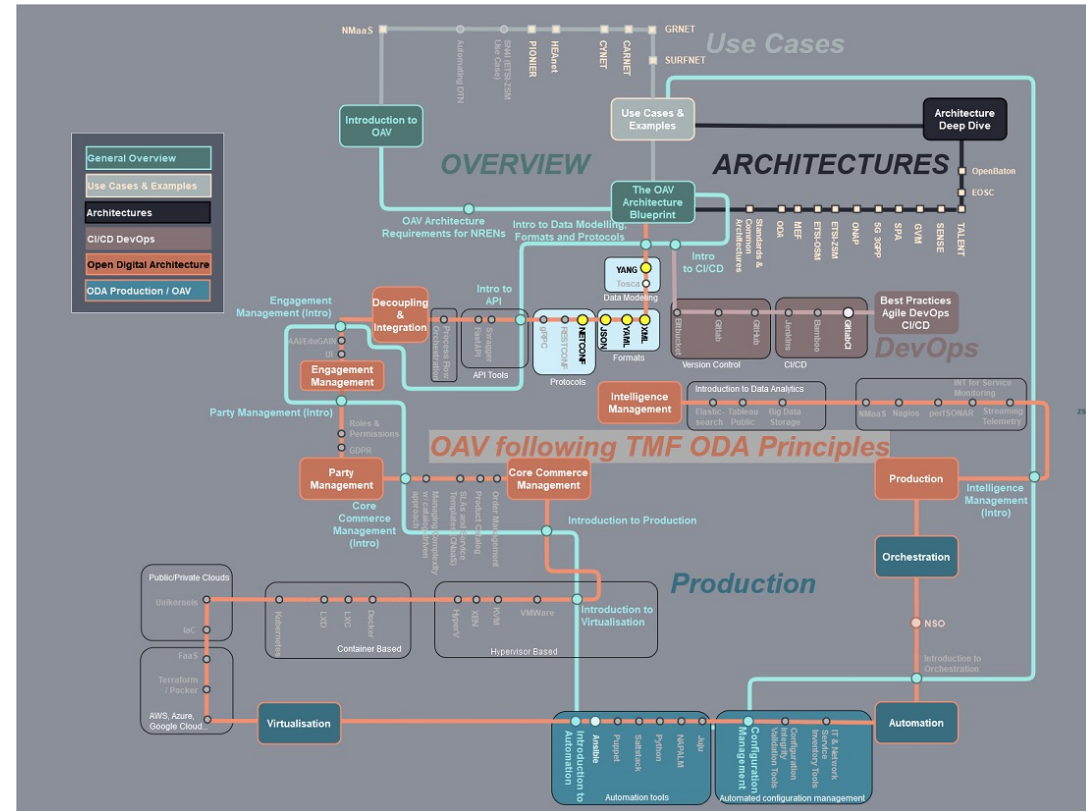 NMaaS
Automating DTN
SN4I (ETSI-ZSM
Use Case)
PIONIER
HEAnet
CYNET
CARNET
GRNET
SURFNET
Use Cases
Introduction to
OAV
Use Cases &
Examples
Architecture
Deep Dive
General Overview
Use Cases & Examples
Architectures
CI/CD DevOps
Open Digital Architecture
ODA Production / OAV
OVERVIEW
ARCHITECTURES
OpenBaton
EOSC
The OAV
Architecture
Blueprint
OAV Architecture
Requirements for NRENs
Intro to Data Modelling,
Formats and Protocols
Standards &
Common
Architectures
ODA
MEF
ETSI-OSM
ETSI-ZSM
ONAP
5G 3GPP
SPA
GVM
SENSE
TALENT
Intro
to CI/CD
YANG
Tosca
Data Modeling
Engagement
Management (Intro)
Decoupling
&
Integration
Intro to
API
Process Flow
Orchestration
FastAPI
Swagger
API Tools
gRPC
RESTCONF
NETCONF
Protocols
JSON
YAML
XML
Formats
Bitbucket
Gitlab
GitHub
Version Control
Jenkins
Bamboo
GitlabCI
CI/CD
Best Practices
Agile DevOps
CI/CD
DevOps
AAI/EduGAIN
UI
Engagement
Management
Party Management (Intro)
Intelligence
Management
Introduction to Data Analytics
Elastic-
search
Tableau
Public
Big Data
Storage
INT for Service
Monitoring
NMaaS
Nagios
perfSONAR
Streaming
Telemetry
zs
Roles &
Permissions
GDPR
OAV following TMF ODA Principles
Party
Management
Core Commerce
Management
Production
Core
Commerce
Management
(Intro)
Managing Complexity
w/ catalog driven
approach
SLAs and Service
Templates (CNaaS)
Product Catalog
Order Management
Intelligence
Management
(Intro)
Introduction to Production
Orchestration
Production
Public/Private Clouds
Unikernels
IaC
FaaS
Terraform
/ Packer
AWS, Azure,
Google Cloud...
Kubernetes
LXD
LXC
Docker
Container Based
HyperV
XEN
KVM
VMWare
Hypervisor Based
Introduction to
Virtualisation
NSO
Introduction to
Orchestration
Virtualisation
Introduction to
Automation
Ansible
Puppet
Saltstack
Python
NAPALM
Juju
Automation tools
Configuration
Management
Configuration
Integrity
Validation Tools
IT & Network
Service
Inventory Tools
Automated configuration management
Automation